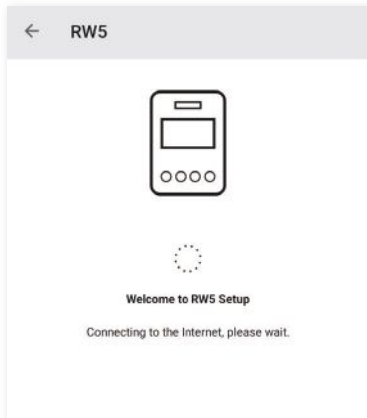 RW5
Welcome to RW5 Setup
Connecting to the Internet, please wait.